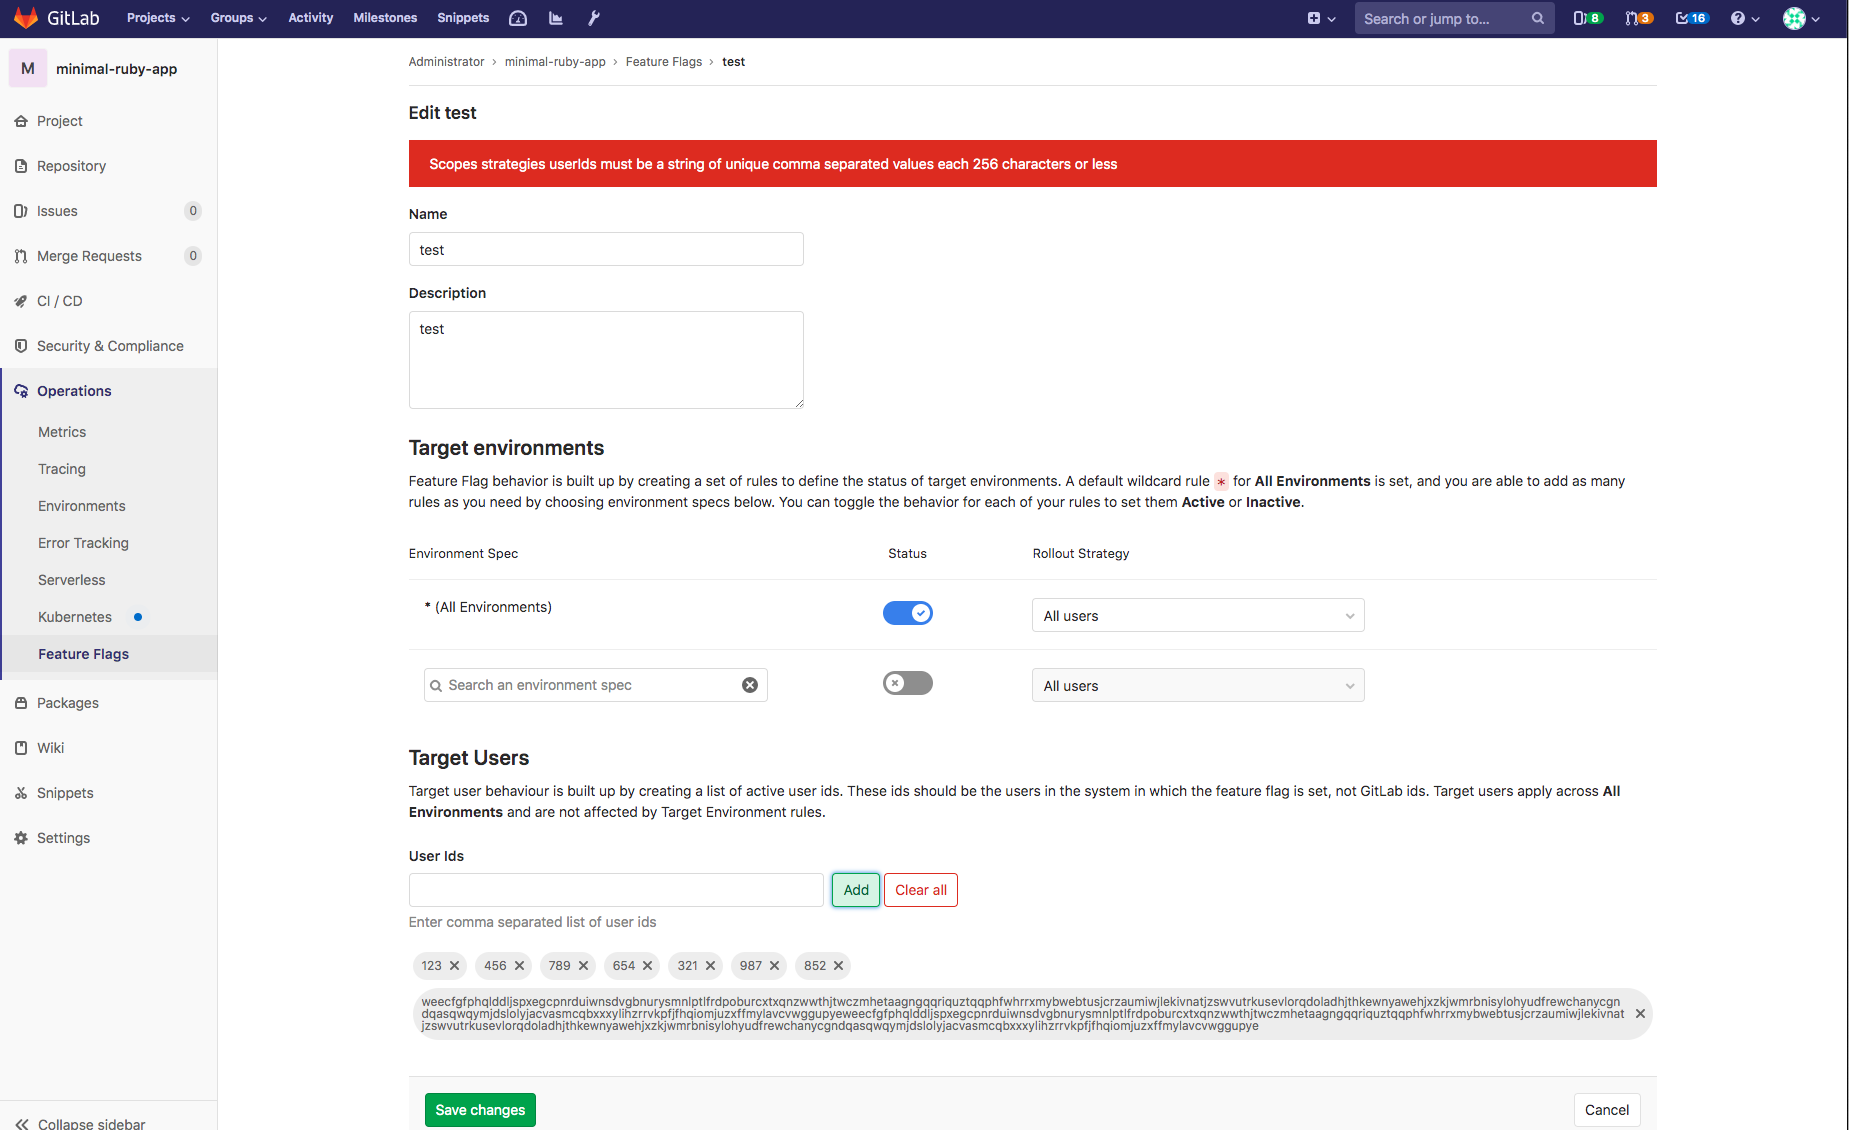 GitLab
Projects
Groups
Activity
Milestones
Snippets
Search or jump to...
8
3
16
M
minimal-ruby-app
Project
Repository
Issues
0
Merge Requests
0
CI / CD
Security & Compliance
Operations
Metrics
Tracing
Environments
Error Tracking
Serverless
Kubernetes
Feature Flags
Packages
Wiki
Snippets
Settings
Collapse sidebar
Administrator › minimal-ruby-app › Feature Flags › test
Edit test
Scopes strategies userIds must be a string of unique comma separated values each 256 characters or less
Name
test
Description
test
Target environments
Feature Flag behavior is built up by creating a set of rules to define the status of target environments. A default wildcard rule * for All Environments is set, and you are able to add as many
rules as you need by choosing environment specs below. You can toggle the behavior for each of your rules to set them Active or Inactive.
Environment Spec
Status
Rollout Strategy
* (All Environments)
All users
Search an environment spec
All users
Target Users
Target user behaviour is built up by creating a list of active user ids. These ids should be the users in the system in which the feature flag is set, not GitLab ids. Target users apply across All
Environments and are not affected by Target Environment rules.
User Ids
Add
Clear all
Enter comma separated list of user ids
123
456
789
654
321
987
852
Save changes
Cancel